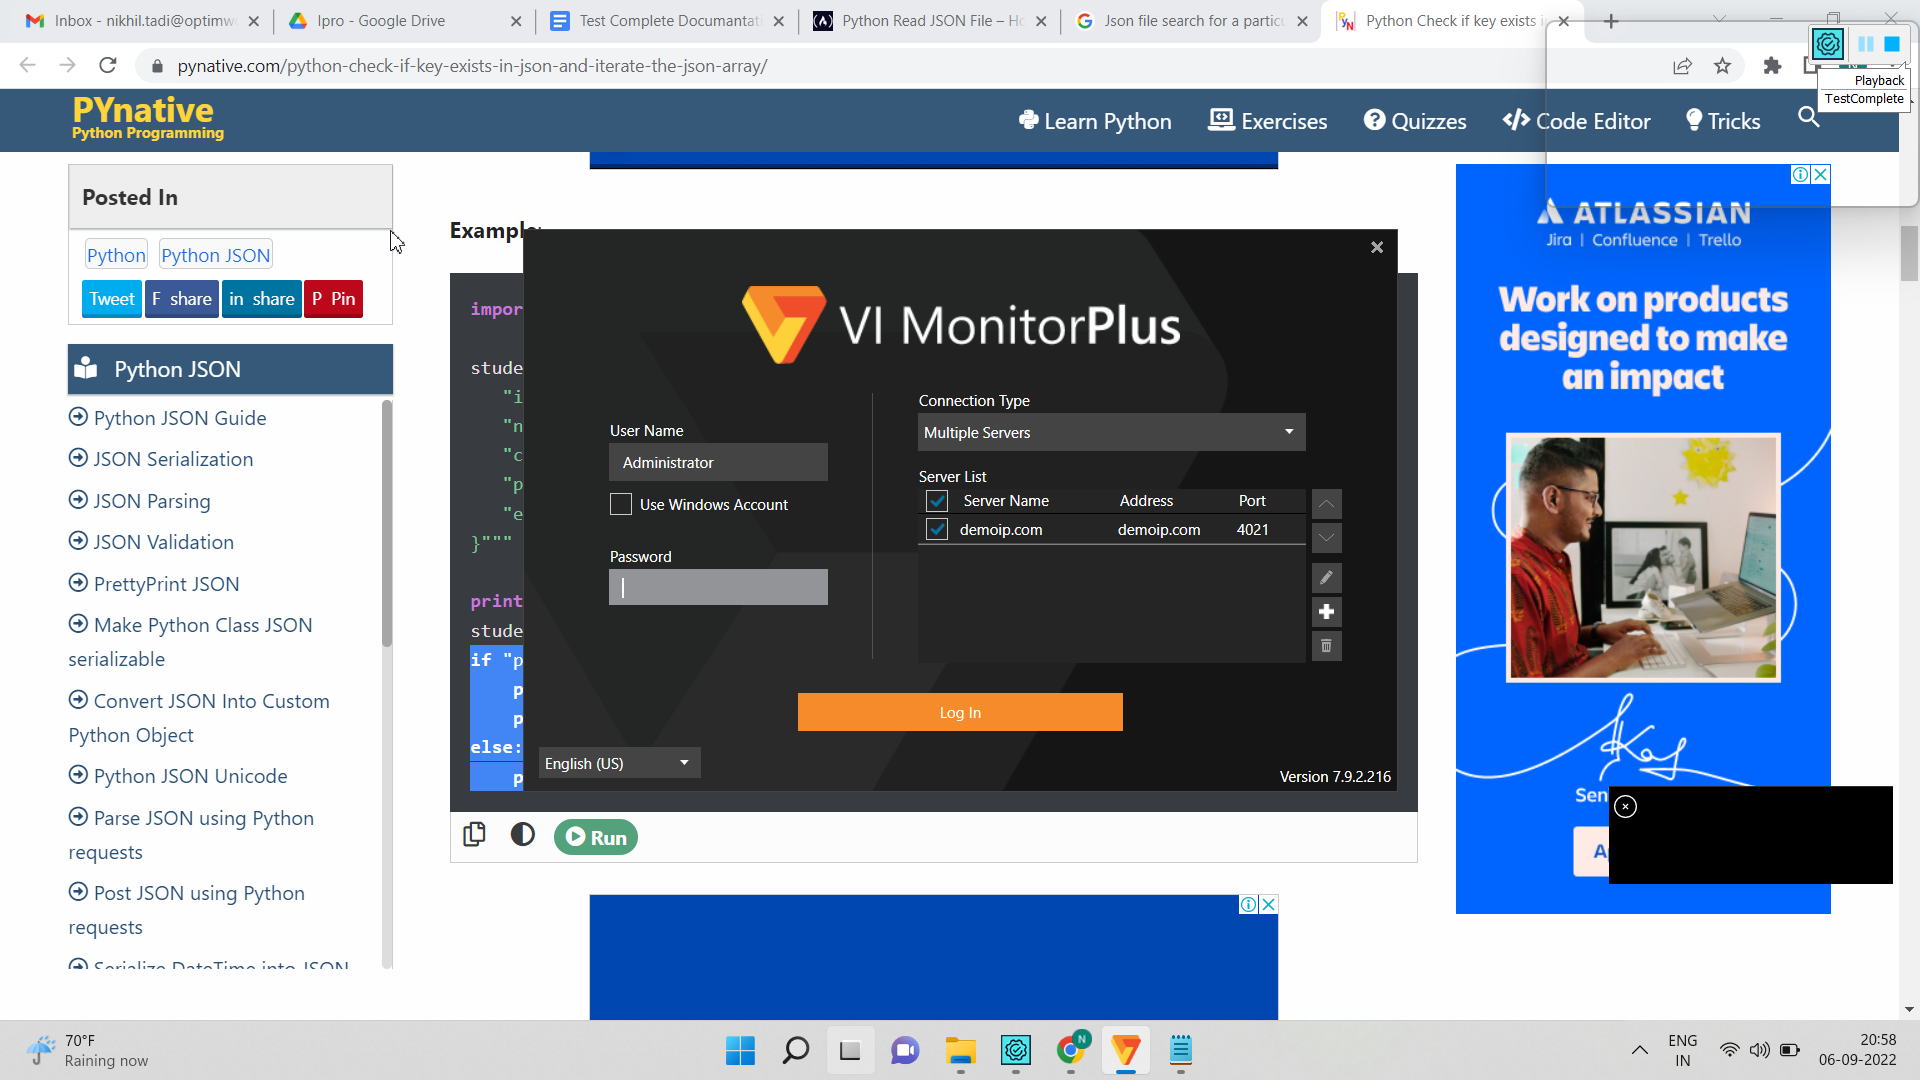 Inbox - nikhil.tadi@optimw
Ipro - Google Drive
Test Complete Documantat
Python Read JSON File – Ho
Json file search for a particu
Python Check if key exists i
pynative.com/python-check-if-key-exists-in-json-and-iterate-the-json-array/
Playback
TestComplete
PYnative
Python Programming
Learn Python
Exercises
Quizzes
Code Editor
Tricks
Posted In
Python
Python JSON
Tweet
F share
in share
P Pin
Python JSON
Python JSON Guide
JSON Serialization
JSON Parsing
JSON Validation
PrettyPrint JSON
Make Python Class JSON
serializable
Convert JSON Into Custom
Python Object
Python JSON Unicode
Parse JSON using Python
requests
Post JSON using Python
requests
Serialize DateTime into JSON
Example:
impor
stude
"i
"n
"c
"p
"e
}"""
print
stude
if "p
p
p
else:
p
Run
VI MonitorPlus
User Name
Administrator
Use Windows Account
Password
Connection Type
Multiple Servers
Server List
Server Name Address Port
demoip.com demoip.com 4021
Log In
English (US)
Version 7.9.2.216
ATLASSIAN
Jira | Confluence | Trello
Work on products
designed to make
an impact
Sen
A
70°F
Raining now
N
ENG
IN
20:58
06-09-2022